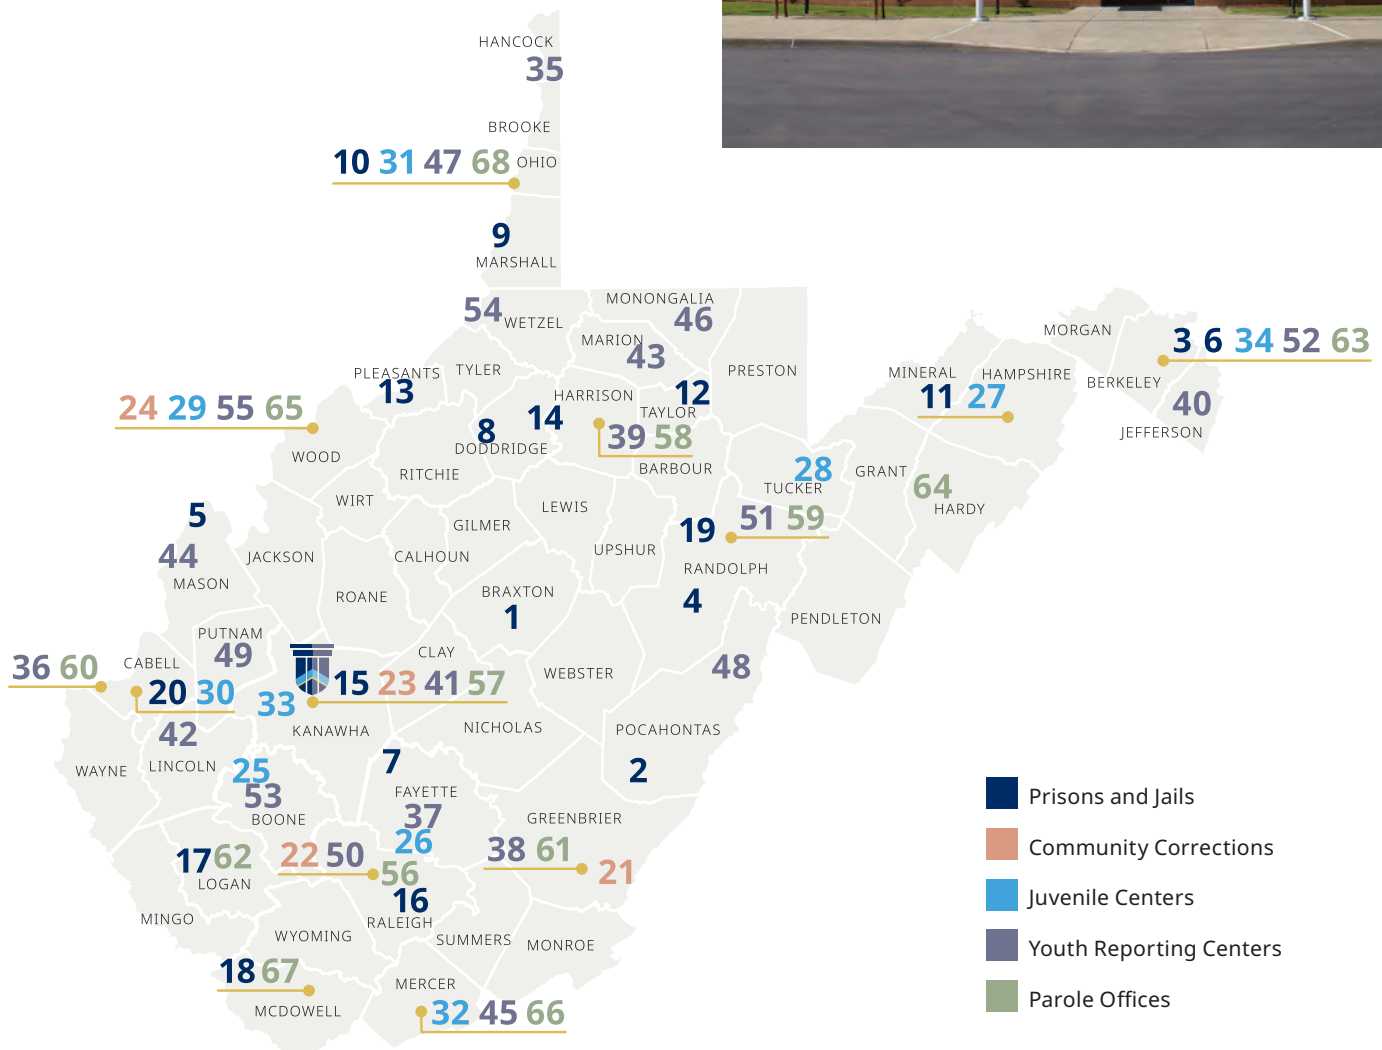 HANCOCK
35
BROOKE
10 31 47 68 OHIO
9
MARSHALL
54 WETZEL
MONONGALIA
46
MARION
43
MORGAN
3 6 34 52 63
PLEASANTS
13
TYLER
PRESTON
MINERAL
11 27
HAMPSHIRE
BERKELEY
40
JEFFERSON
24 29 55 65
WOOD
HARRISON
14
12
TAYLOR
39 58
8
DODDRIDGE
BARBOUR
RITCHIE
28
TUCKER
GRANT
64
HARDY
WIRT
LEWIS
GILMER
5
19
51 59
44
MASON
JACKSON
CALHOUN
UPSHUR
RANDOLPH
4
ROANE
BRAXTON
1
PENDLETON
PUTNAM
49
CLAY
36 60
CABELL
20 30
33
15 23 41 57
WEBSTER
48
KANAWHA
NICHOLAS
POCAHONTAS
42
LINCOLN
WAYNE
25
53
BOONE
7
FAYETTE
37
26
2
GREENBRIER
38 61
21
17 62
LOGAN
22 50
56
16
RALEIGH
MINGO
WYOMING
SUMMERS
MONROE
18 67
MCDOWELL
MERCER
32 45 66
Prisons and Jails
Community Corrections
Juvenile Centers
Youth Reporting Centers
Parole Offices